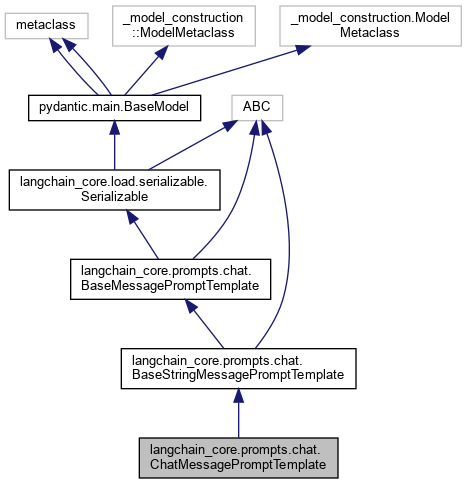 metaclass
_model_construction
::ModelMetaclass
_model_construction.Model
Metaclass
pydantic.main.BaseModel
ABC
langchain_core.load.serializable.
Serializable
langchain_core.prompts.chat.
BaseMessagePromptTemplate
langchain_core.prompts.chat.
BaseStringMessagePromptTemplate
langchain_core.prompts.chat.
ChatMessagePromptTemplate